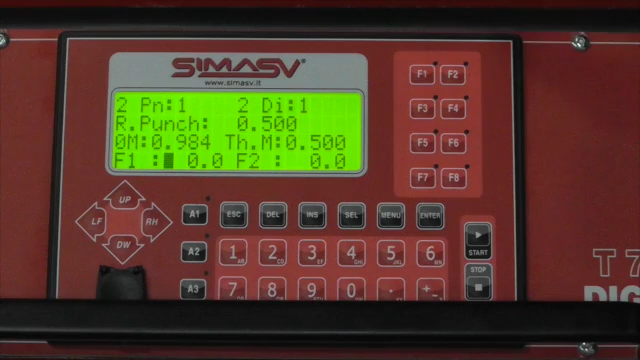 SIMASV
www.simasv.it
2 Pn:1 2 Di:1
R.Punch: 0.500
0M:0.984 Th.M:0.500
F1 : 0.0 F2 : 0.0
F1 F2
F3 F4
F5 F6
F7 F8
UP
LF RH
DW
A1 ESC DEL INS SEL MENU ENTER
A2 1 2 3 4 5 6
START
A3 7 8 9 0 . +-
STOP
T 7
DIG